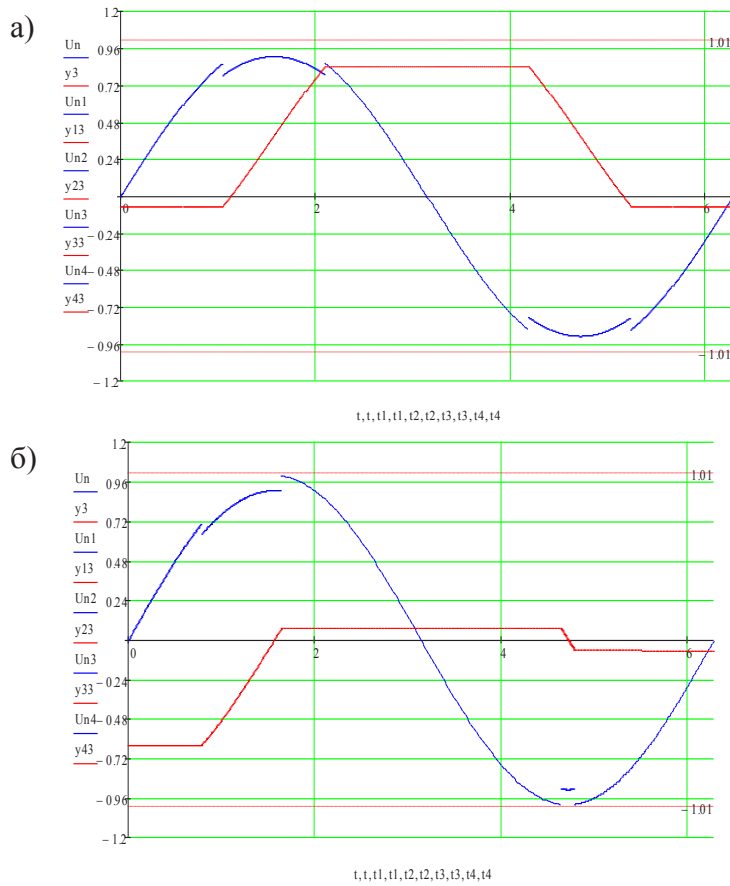 а)
1.2
0.96
0.72
0.48
0.24
− 0.24
− 0.48
− 0.72
− 0.96
− 1.2
Un
y3
Un1
y13
Un2
y23
Un3
y33
Un4
y43
1.01
− 1.01
0
2
4
6
t,t,t1,t1,t2,t2,t3,t3,t4,t4
б)
1.2
0.96
0.72
0.48
0.24
− 0.24
− 0.48
− 0.72
− 0.96
− 1.2
Un
y3
Un1
y13
Un2
y23
Un3
y33
Un4
y43
1.01
− 1.01
0
2
4
6
t,t,t1,t1,t2,t2,t3,t3,t4,t4